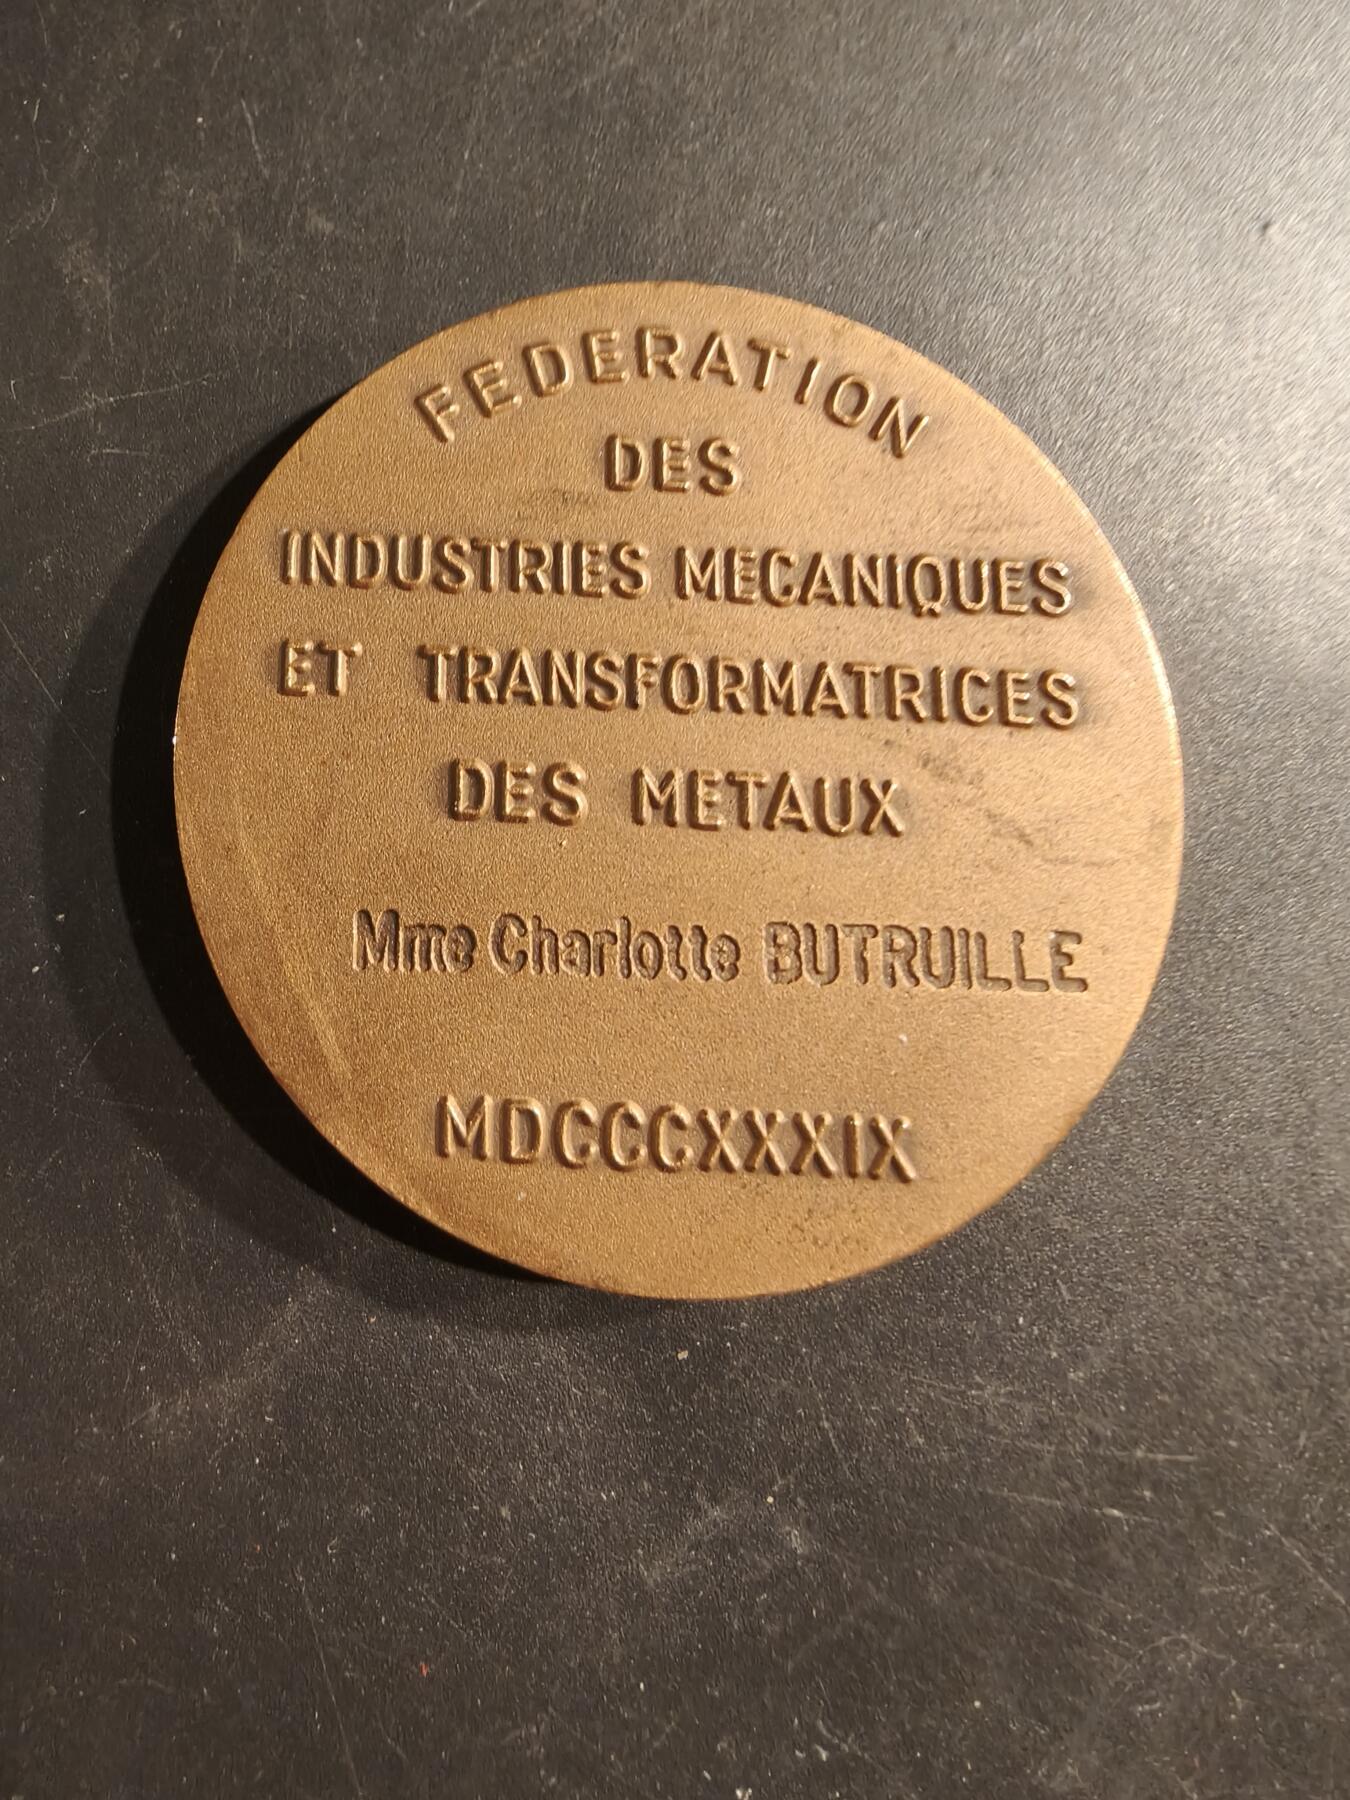 FEDERATION
DES
INDUSTRIES MECANIQUES
ET TRANSFORMATRICES
DES METAUX
Mme Charlotte BUTRUILLE
MDCCCXXXIX